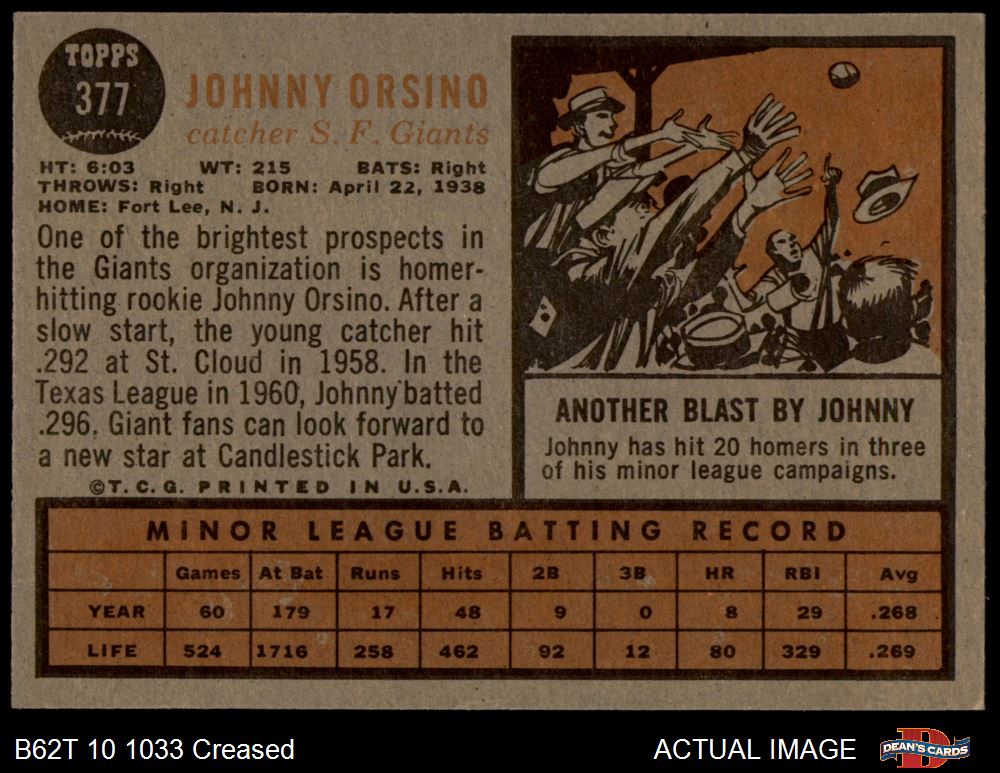 TOPPS
377
JOHNNY ORSINO
catcher S. F. Giants
HT: 6:03 WT: 215 BATS: Right
THROWS: Right BORN: April 22, 1938
HOME: Fort Lee, N. J.
One of the brightest prospects in
the Giants organization is homer-
hitting rookie Johnny Orsino. After a
slow start, the young catcher hit
.292 at St. Cloud in 1958. In the
Texas League in 1960, Johnny batted
.296. Giant fans can look forward to
a new star at Candlestick Park.
©T.C.G. PRINTED IN U.S.A.
ANOTHER BLAST BY JOHNNY
Johnny has hit 20 homers in three
of his minor league campaigns.
MINOR LEAGUE BATTING RECORD
Games At Bat Runs Hits 2B 3B HR RBI Avg
YEAR 60 179 17 48 9 0 8 29 .268
LIFE 524 1716 258 462 92 12 80 329 .269
B62T 10 1033 Creased ACTUAL IMAGE
DEAN'S CARDS